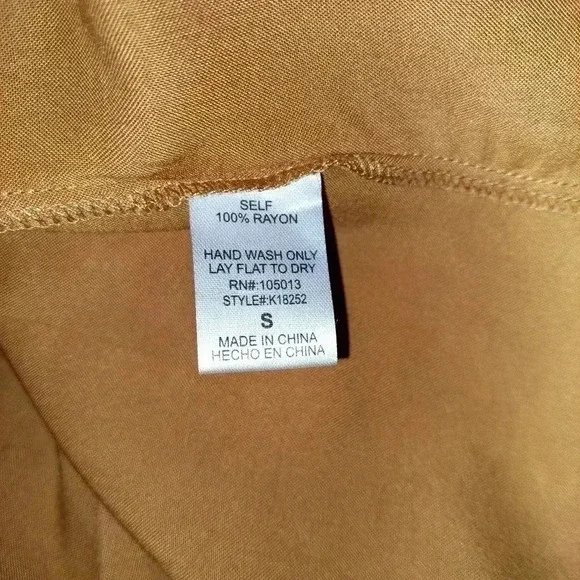 SELF
100% RAYON
HAND WASH ONLY
LAY FLAT TO DRY
RN#:105013
STYLE#:K18252
S
MADE IN CHINA
HECHO EN CHINA